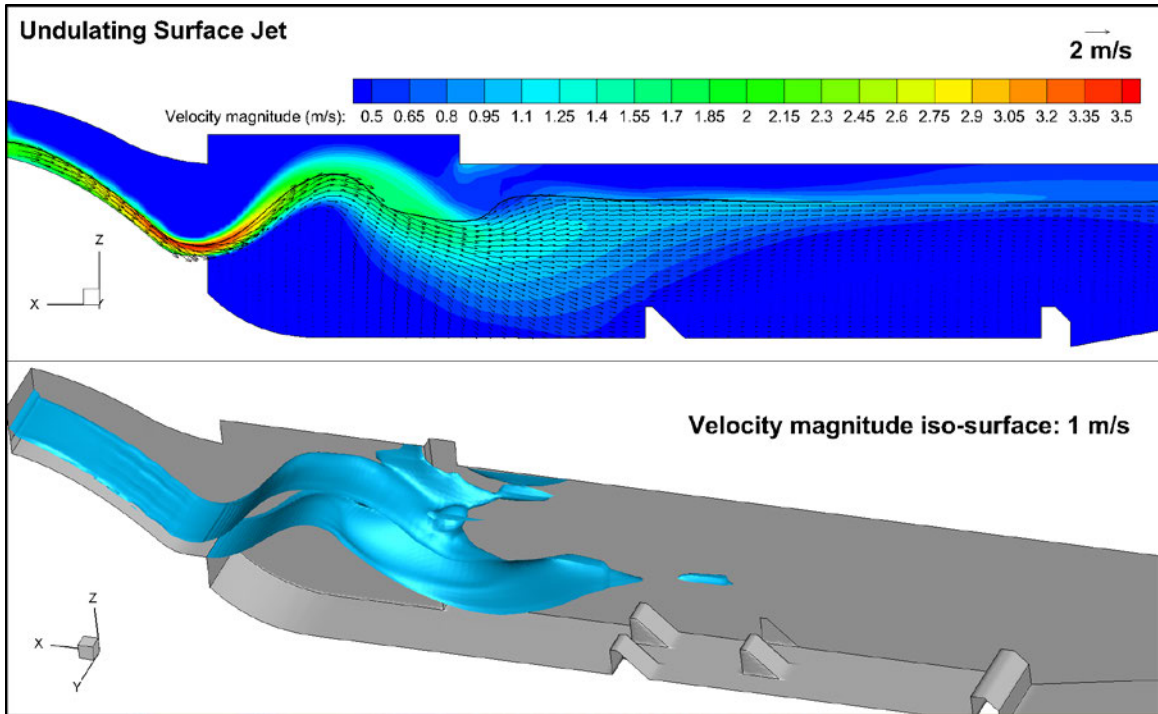 Undulating Surface Jet
2 m/s
Velocity magnitude (m/s): 0.5 0.65 0.8 0.95 1.1 1.25 1.4 1.55 1.7 1.85 2 2.15 2.3 2.45 2.6 2.75 2.9 3.05 3.2 3.35 3.5
Z
X Y
Velocity magnitude iso-surface: 1 m/s
Z
X
Y